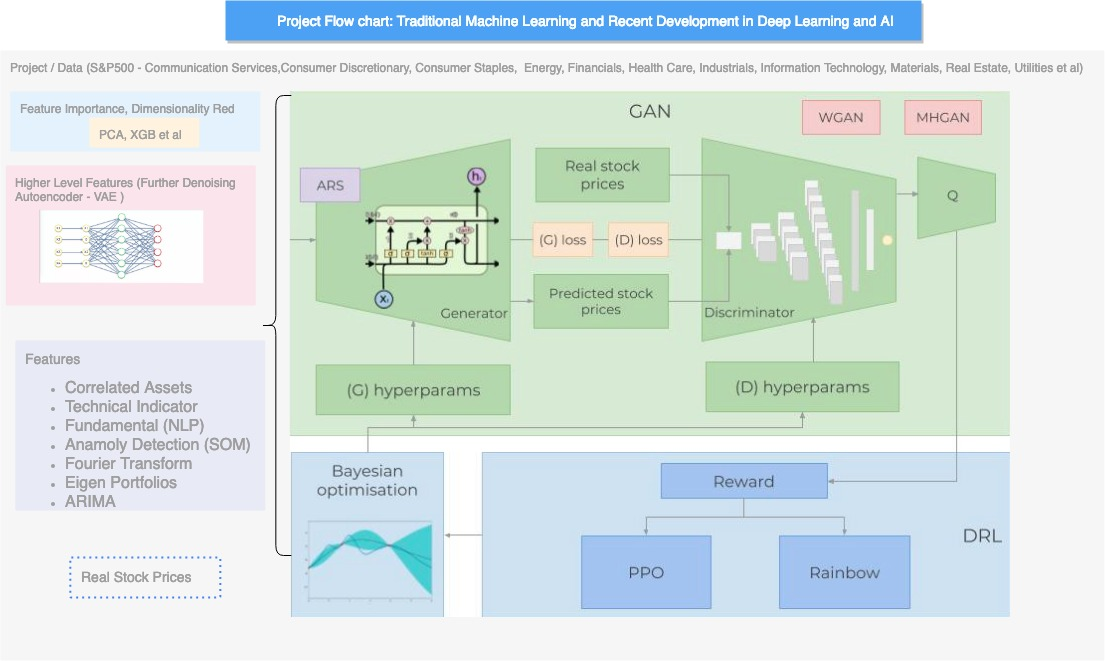 Project Flow chart: Traditional Machine Learning and Recent Development in Deep Learning and AI
Project / Data (S&P500 - Communication Services,Consumer Discretionary, Consumer Staples, Energy, Financials, Health Care, Industrials, Information Technology, Materials, Real Estate, Utilities et al)
Feature Importance, Dimensionality Red
PCA, XGB et al
Higher Level Features (Further Denoising
Autoencoder - VAE )
Features
Correlated Assets
Technical Indicator
Fundamental (NLP)
Anamoly Detection (SOM)
Fourier Transform
Eigen Portfolios
ARIMA
Real Stock Prices
GAN
WGAN
MHGAN
ARS
Real stock
prices
(G) loss
(D) loss
Predicted stock
prices
Generator
Discriminator
Q
(G) hyperparams
(D) hyperparams
Bayesian
optimisation
Reward
DRL
PPO
Rainbow